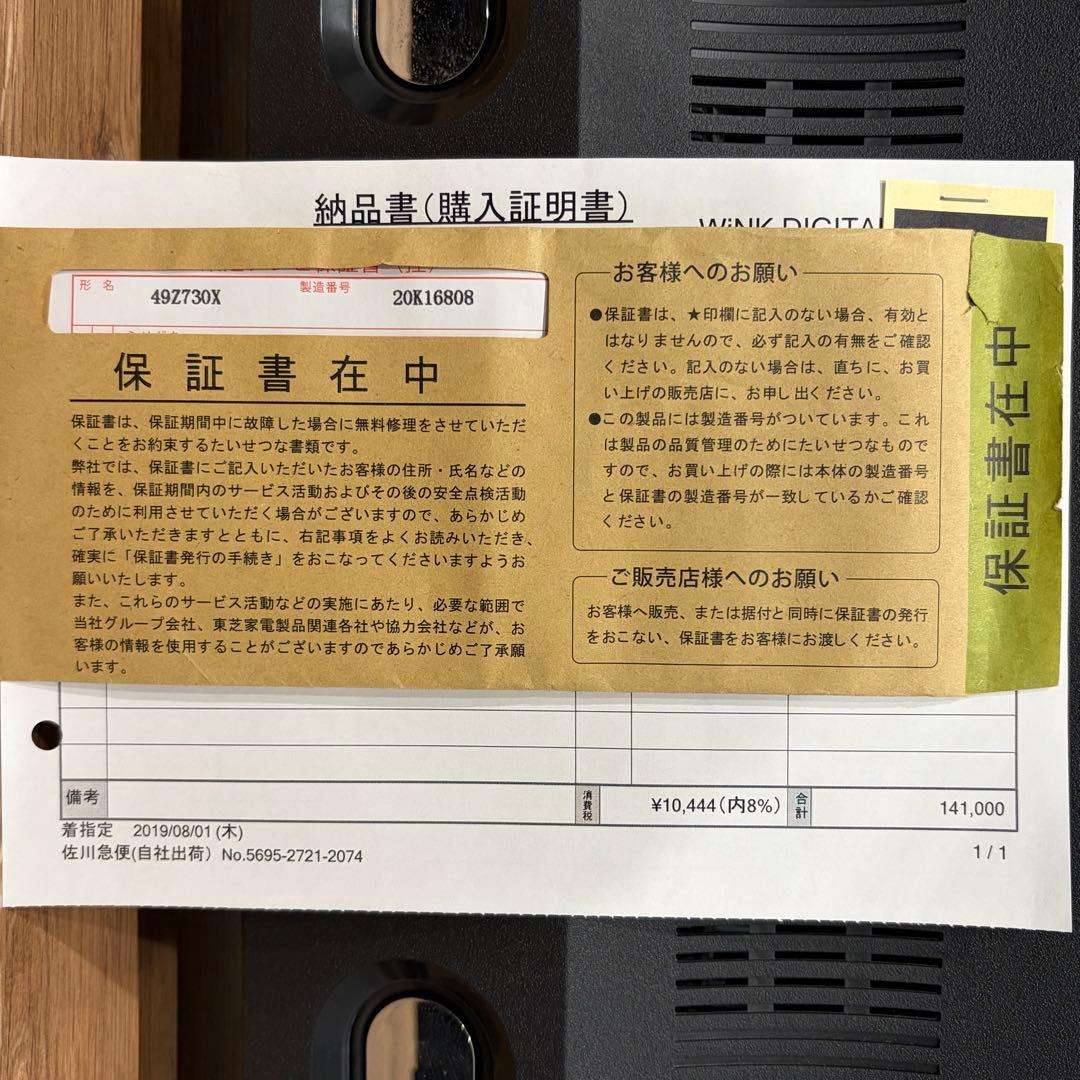 納品書(購入証明書)
WiNK DIGITAL
形 名 49Z730X 製造番号 20K16808
保証書在中
保証書は、保証期間中に故障した場合に無料修理をさせていただ
くことをお約束するたいせつな書類です。
弊社では、保証書にご記入いただいたお客様の住所・氏名などの
情報を、保証期間内のサービス活動およびその後の安全点検活動
のために利用させていただく場合がございますので、あらかじめ
ご了承いただきますとともに、右記事項をよくお読みいただき、
確実に「保証書発行の手続き」をおこなってくださいますようお
願いいたします。
また、これらのサービス活動などの実施にあたり、必要な範囲で
当社グループ会社、東芝家電製品関連各社や協力会社などが、お
客様の情報を使用することがございますのであらかじめご了承願
います。
お客様へのお願い
●保証書は、★印欄に記入のない場合、有効と
はなりませんので、必ず記入の有無をご確認
ください。記入のない場合は、直ちに、お買
い上げの販売店に、お申し出ください。
●この製品には製造番号がついています。これ
は製品の品質管理のためにたいせつなもので
すので、お買い上げの際には本体の製造番号
と保証書の製造番号が一致しているかご確認
ください。
ご販売店様へのお願い
お客様へ販売、または据付と同時に保証書の発行
をおこない、保証書をお客様にお渡しください。
保証書在中
備考 消費税 ¥10,444(内8%) 合計 141,000
着指定 2019/08/01 (木)
佐川急便(自社出荷) No.5695-2721-2074
1 / 1